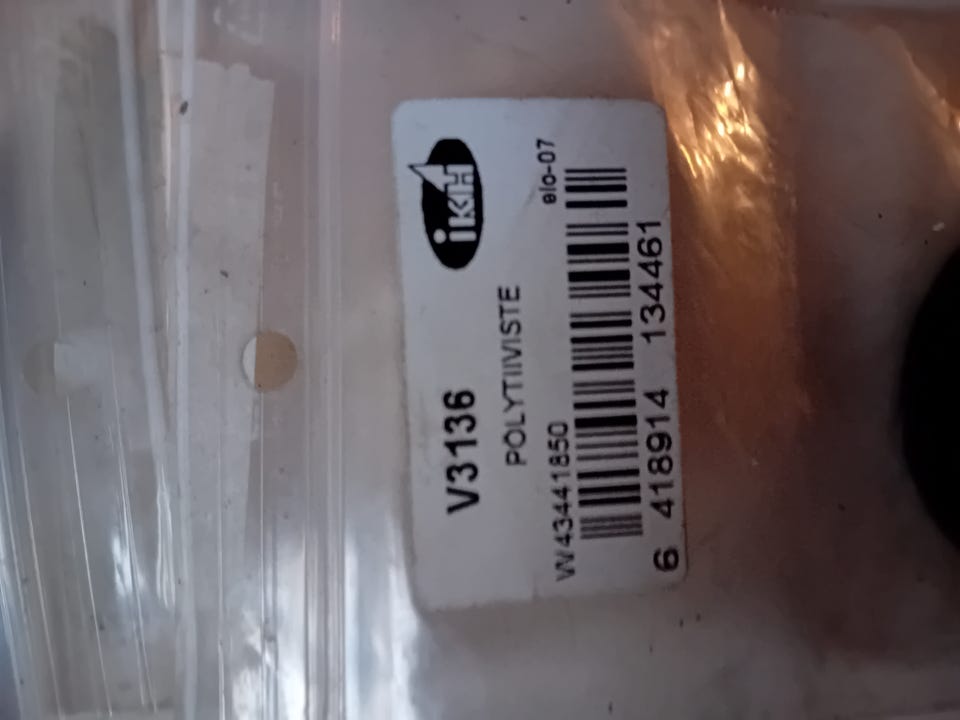 iKH
V3136
POLYTIIVISTE
W43441850
elo-07
6 418914 134461